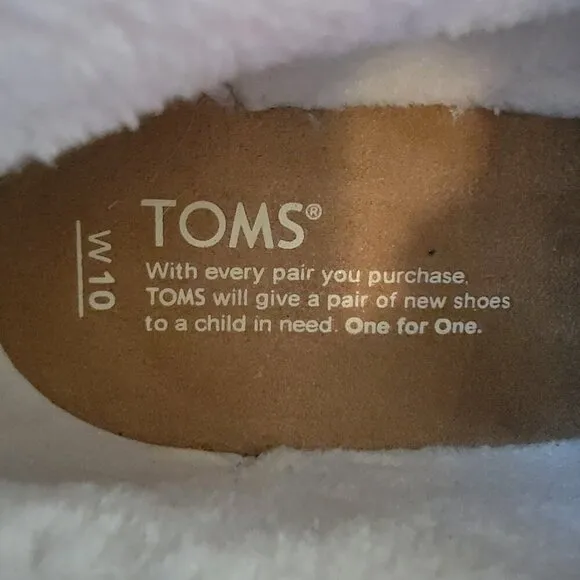 TOMS®
With every pair you purchase,
TOMS will give a pair of new shoes
to a child in need. One for One.
W 10